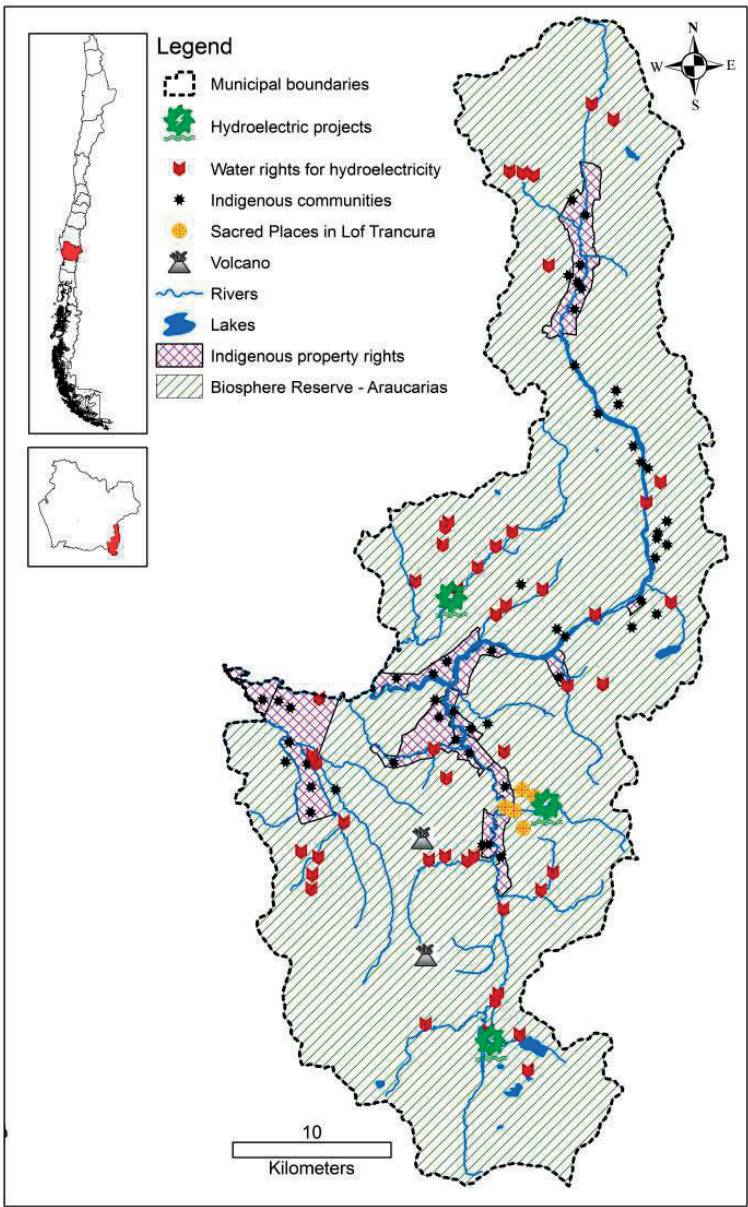 Legend
Municipal boundaries
Hydroelectric projects
Water rights for hydroelectricity
Indigenous communities
Sacred Places in Lof Trancura
Volcano
Rivers
Lakes
Indigenous property rights
Biosphere Reserve - Araucarias
N
W E
S
10
Kilometers